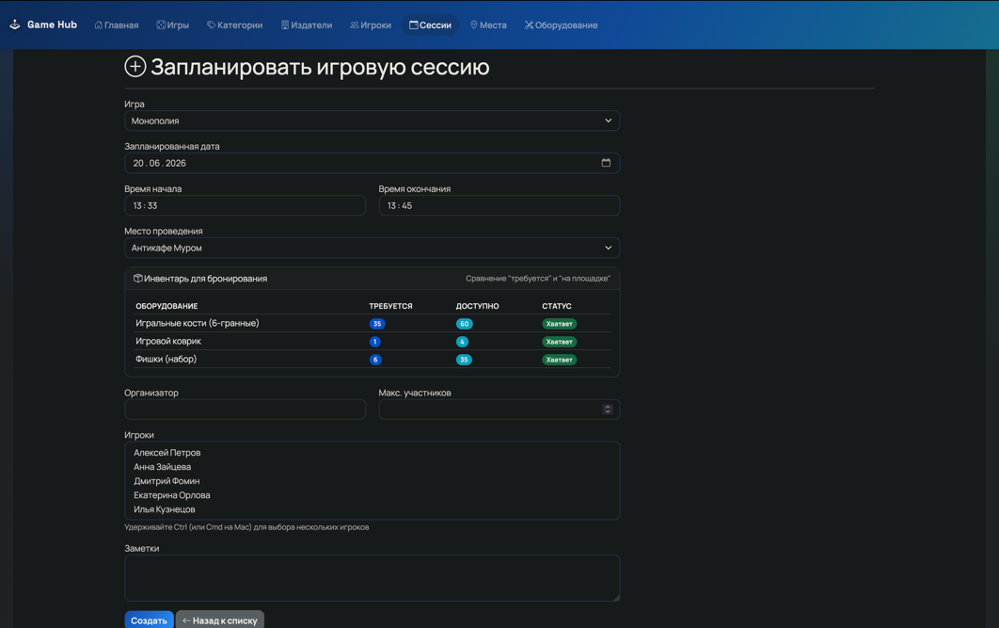 Game Hub Главная Игры Категории Издатели Игроки Сессии Места Оборудование
Запланировать игровую сессию
Игра
Монополия
Запланированная дата
20 . 06 . 2026
Время начала Время окончания
13 : 33 13 : 45
Место проведения
Антикафе Муром
Инвентарь для бронирования Сравнение "требуется" и "на площадке"
ОБОРУДОВАНИЕ ТРЕБУЕТСЯ ДОСТУПНО СТАТУС
Игральные кости (6-гранные) 35 60 Хватает
Игровой коврик 1 4 Хватает
Фишки (набор) 6 35 Хватает
Организатор Макс. участников
Игроки
Алексей Петров
Анна Зайцева
Дмитрий Фомин
Екатерина Орлова
Илья Кузнецов
Удерживайте Ctrl (или Cmd на Mac) для выбора нескольких игроков
Заметки
Создать ← Назад к списку